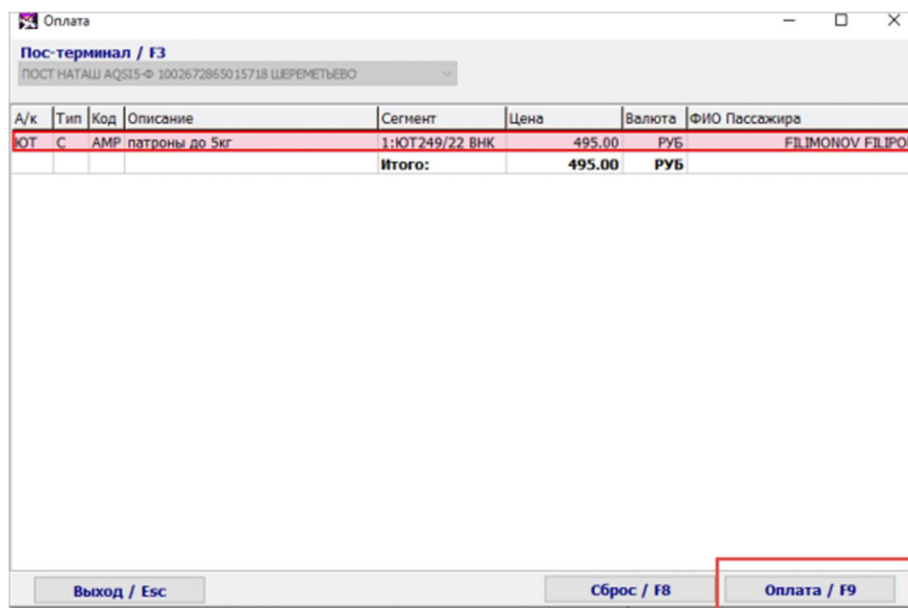 Оплата
Пос-терминал / F3
ПОСТ НАТАШ AQSI5-Ф 1002672865015718 ШЕРЕМЕТЬЕВО
А/к Тип Код Описание Сегмент Цена Валюта ФИО Пассажира
ЮТ С АМР патроны до 5кг 1:ЮТ249/22 ВНК 495.00 РУБ FILIMONOV FILIPO
Итого: 495.00 РУБ
Выход / Esc Сброс / F8 Оплата / F9